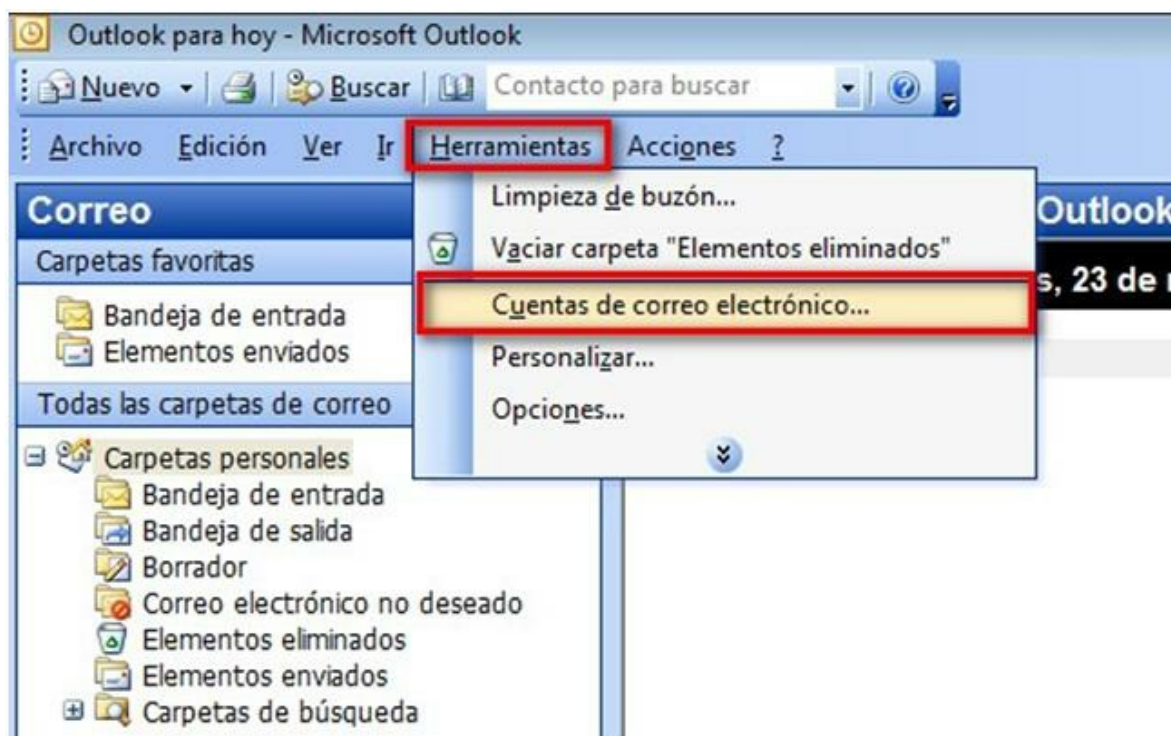 Outlook para hoy - Microsoft Outlook
Nuevo Buscar Contacto para buscar
Archivo Edición Ver Ir Herramientas Acciones ?
Limpieza de buzón...
Vaciar carpeta "Elementos eliminados"
Cuentas de correo electrónico...
Personalizar...
Opciones...
Correo
Carpetas favoritas
Bandeja de entrada
Elementos enviados
Todas las carpetas de correo
Carpetas personales
Bandeja de entrada
Bandeja de salida
Borrador
Correo electrónico no deseado
Elementos eliminados
Elementos enviados
Carpetas de búsqueda
Outlook
s, 23 de